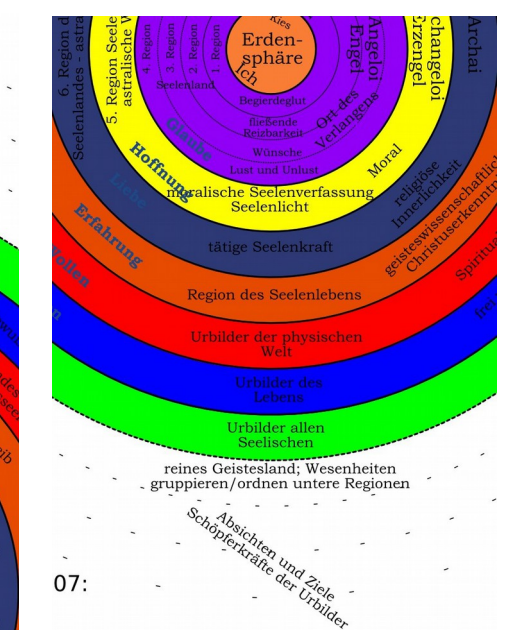 Kies
Erden-
sphäre
Ich
1. Region
2. Region
3. Region
4. Region
Seelenland
5. Region
astralische
6. Region
Seelenlandes - astra
Begierdeglut
fließende
Reizbarkeit
Wünsche
Lust und Unlust
Ort des
Verlangens
Angeloi
Engel
changeloi
Erzengel
Archai
Glaube
Hoffnung
Liebe
Erfahrung
Wollen
moralische Seelenverfassung
Seelenlicht
Moral
tätige Seelenkraft
religiöse
Innerlichkeit
Region des Seelenlebens
geisteswissenschaftlich
Christuserkenntn
Urbilder der physischen
Welt
Spiritua
Urbilder des
Lebens
frei
Urbilder allen
Seelischen
reines Geistesland; Wesenheiten
gruppieren/ordnen untere Regionen
Absichten und Ziele
Schöpferkräfte der Urbilder
07: